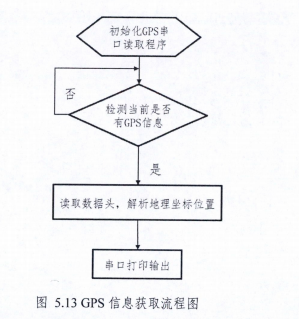 初始化GPS串
口读取程序
否
检测当前是否
有GPS信息
是
读取数据头，解析地理坐标位置
串口打印输出
图 5.13 GPS 信息获取流程图